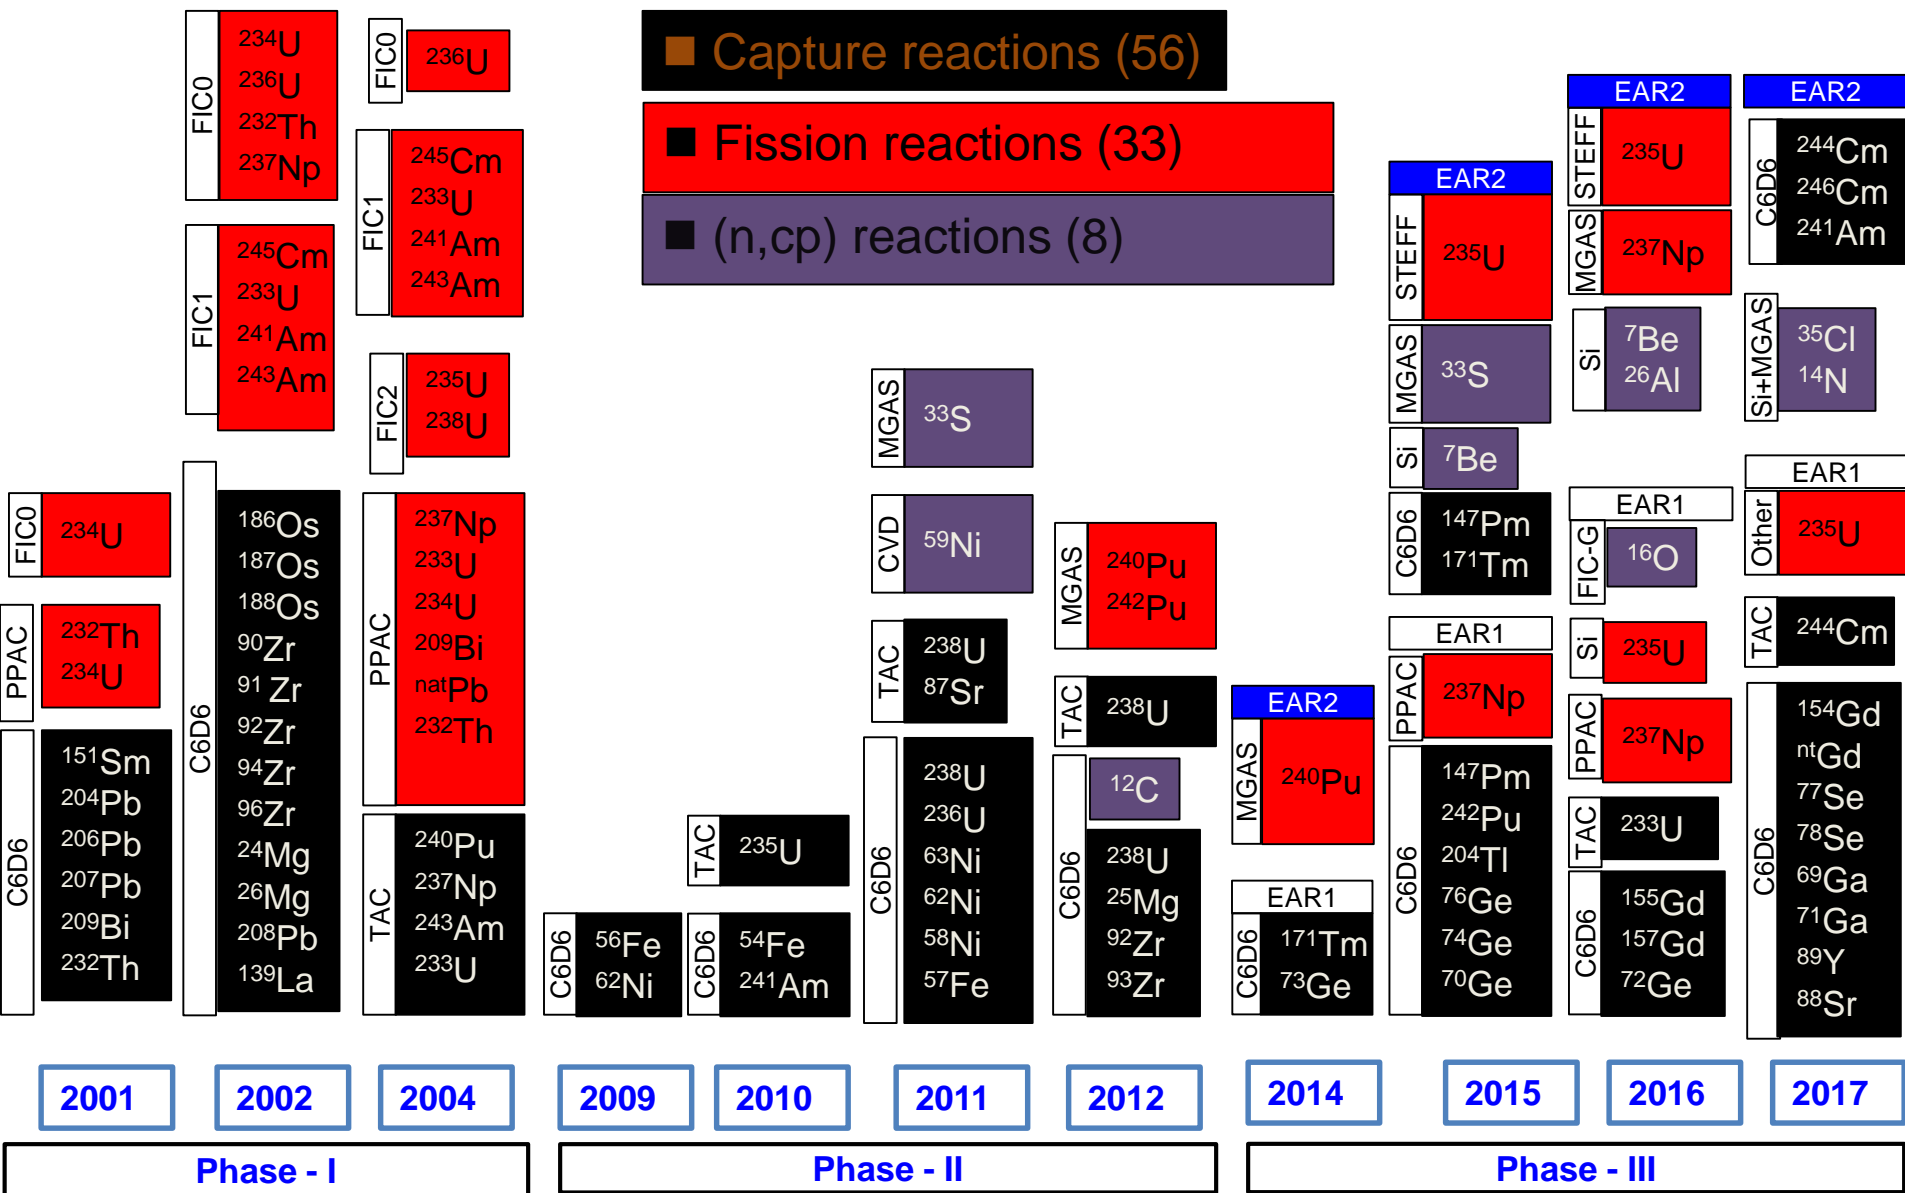 ■ Capture reactions (56)
■ Fission reactions (33)
■ (n,cp) reactions (8)
FIC0
234U
PPAC
232Th
234U
C6D6
151Sm
204Pb
206Pb
207Pb
209Bi
232Th
2001
FIC0
234U
236U
232Th
237Np
FIC1
245Cm
233U
241Am
243Am
C6D6
186Os
187Os
188Os
90Zr
91 Zr
92Zr
94Zr
96Zr
24Mg
26Mg
208Pb
139La
2002
FIC0
236U
FIC1
245Cm
233U
241Am
243Am
FIC2
235U
238U
PPAC
237Np
233U
234U
209Bi
natPb
232Th
TAC
240Pu
237Np
243Am
233U
2004
Phase - I
C6D6
56Fe
62Ni
2009
TAC
235U
C6D6
54Fe
241Am
2010
MGAS
33S
CVD
59Ni
TAC
238U
87Sr
C6D6
238U
236U
63Ni
62Ni
58Ni
57Fe
2011
MGAS
240Pu
242Pu
TAC
238U
C6D6
12C
238U
25Mg
92Zr
93Zr
2012
Phase - II
EAR2
MGAS
240Pu
EAR1
C6D6
171Tm
73Ge
2014
EAR2
STEFF
235U
MGAS
33S
Si
7Be
C6D6
147Pm
171Tm
EAR1
PPAC
237Np
C6D6
147Pm
242Pu
204Tl
76Ge
74Ge
70Ge
2015
EAR2
STEFF
235U
MGAS
237Np
Si
7Be
26Al
EAR1
FIC-G
16O
Si
235U
PPAC
237Np
TAC
233U
C6D6
155Gd
157Gd
72Ge
2016
EAR2
C6D6
244Cm
246Cm
241Am
Si+MGAS
35Cl
14N
EAR1
Other
235U
TAC
244Cm
C6D6
154Gd
ntGd
77Se
78Se
69Ga
71Ga
89Y
88Sr
2017
Phase - III